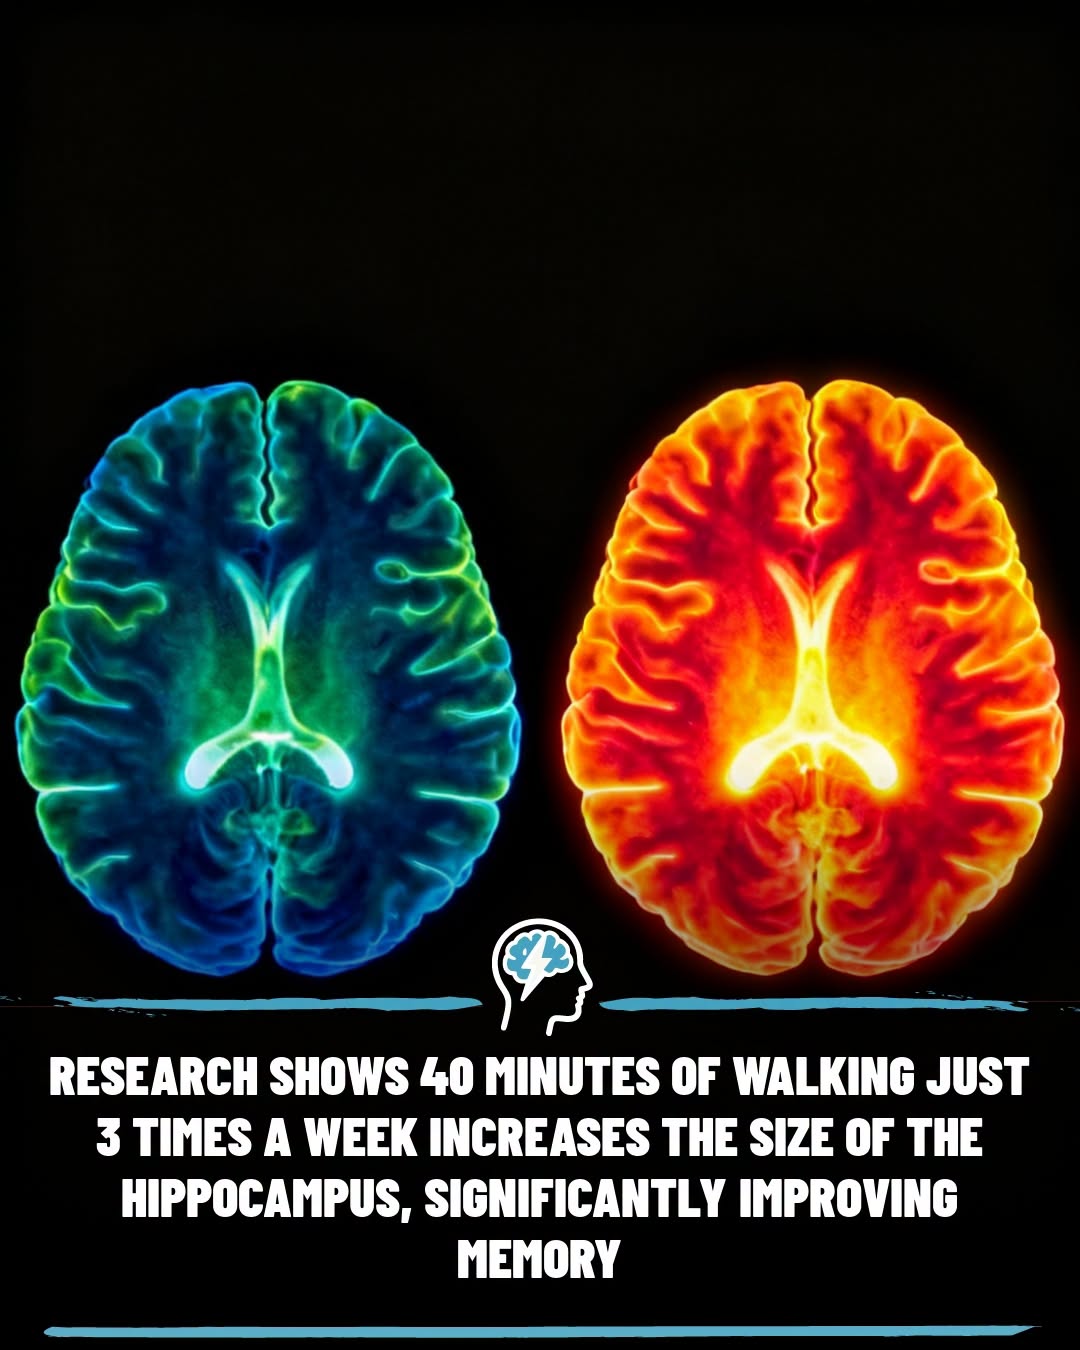 RESEARCH SHOWS 40 MINUTES OF WALKING JUST
3 TIMES A WEEK INCREASES THE SIZE OF THE
HIPPOCAMPUS, SIGNIFICANTLY IMPROVING
MEMORY